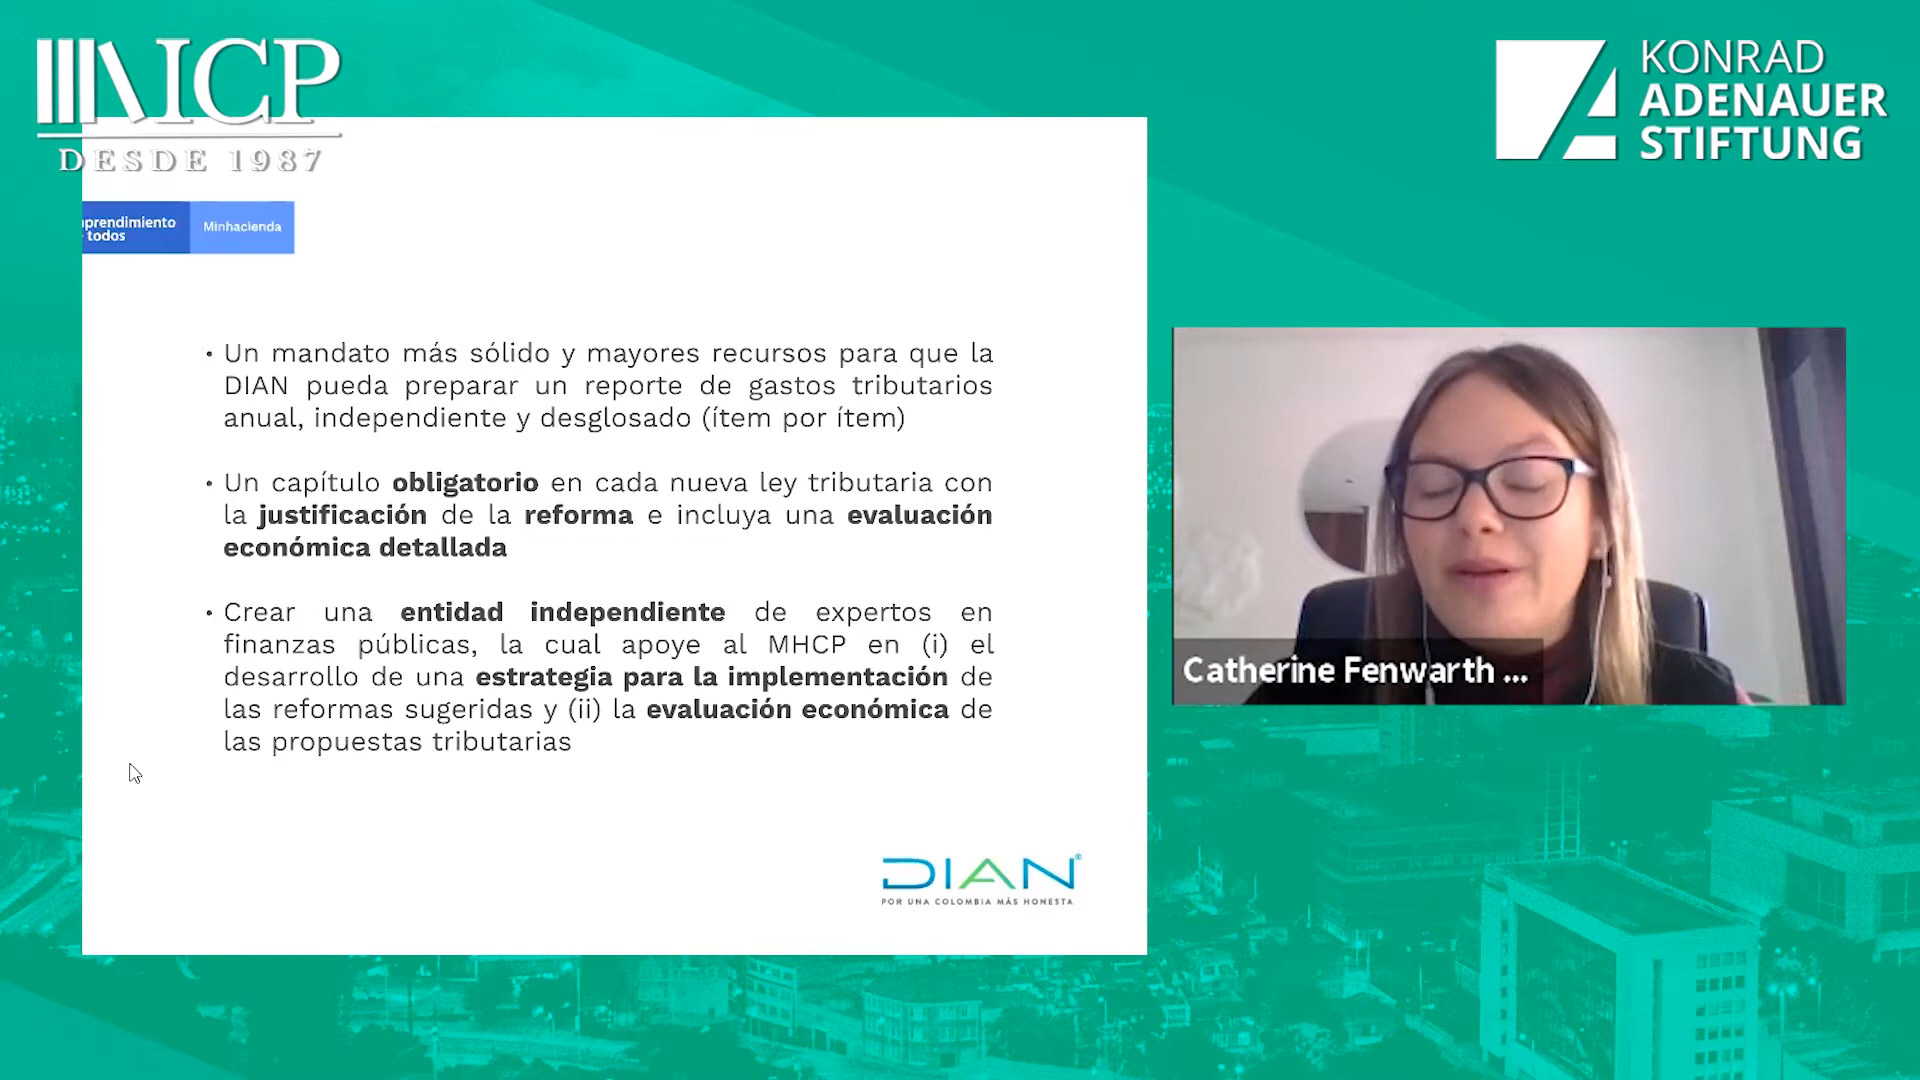 ICP
DESDE 1987
KONRAD
ADENAUER
STIFTUNG
todos
Minhacienda
• Un mandato más sólido y mayores recursos para que la
DIAN pueda preparar un reporte de gastos tributarios
anual, independiente y desglosado (ítem por ítem)
• Un capítulo obligatorio en cada nueva ley tributaria con
la justificación de la reforma e incluya una evaluación
económica detallada
• Crear una entidad independiente de expertos en
finanzas públicas, la cual apoye al MHCP en (i) el
desarrollo de una estrategia para la implementación de
las reformas sugeridas y (ii) la evaluación económica de
las propuestas tributarias
DIAN®
POR UNA COLOMBIA MÁS HONESTA
Catherine Fenwarth ...